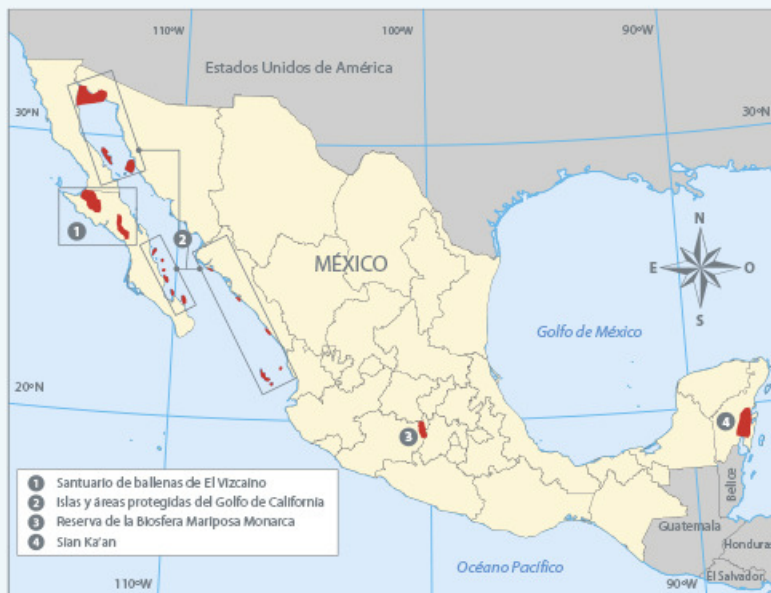 110ºW
100ºW
90ºW
Estados Unidos de América
30ºN
30ºN
1
2
MÉXICO
N
E
O
S
Golfo de México
20ºN
3
4
1 Santuario de ballenas de El Vizcaino
2 Islas y áreas protegidas del Golfo de California
3 Reserva de la Biosfera Mariposa Monarca
4 Sian Ka'an
Belice
Guatemala
Honduras
El Salvador
Océano Pacífico
110ºW
90ºW